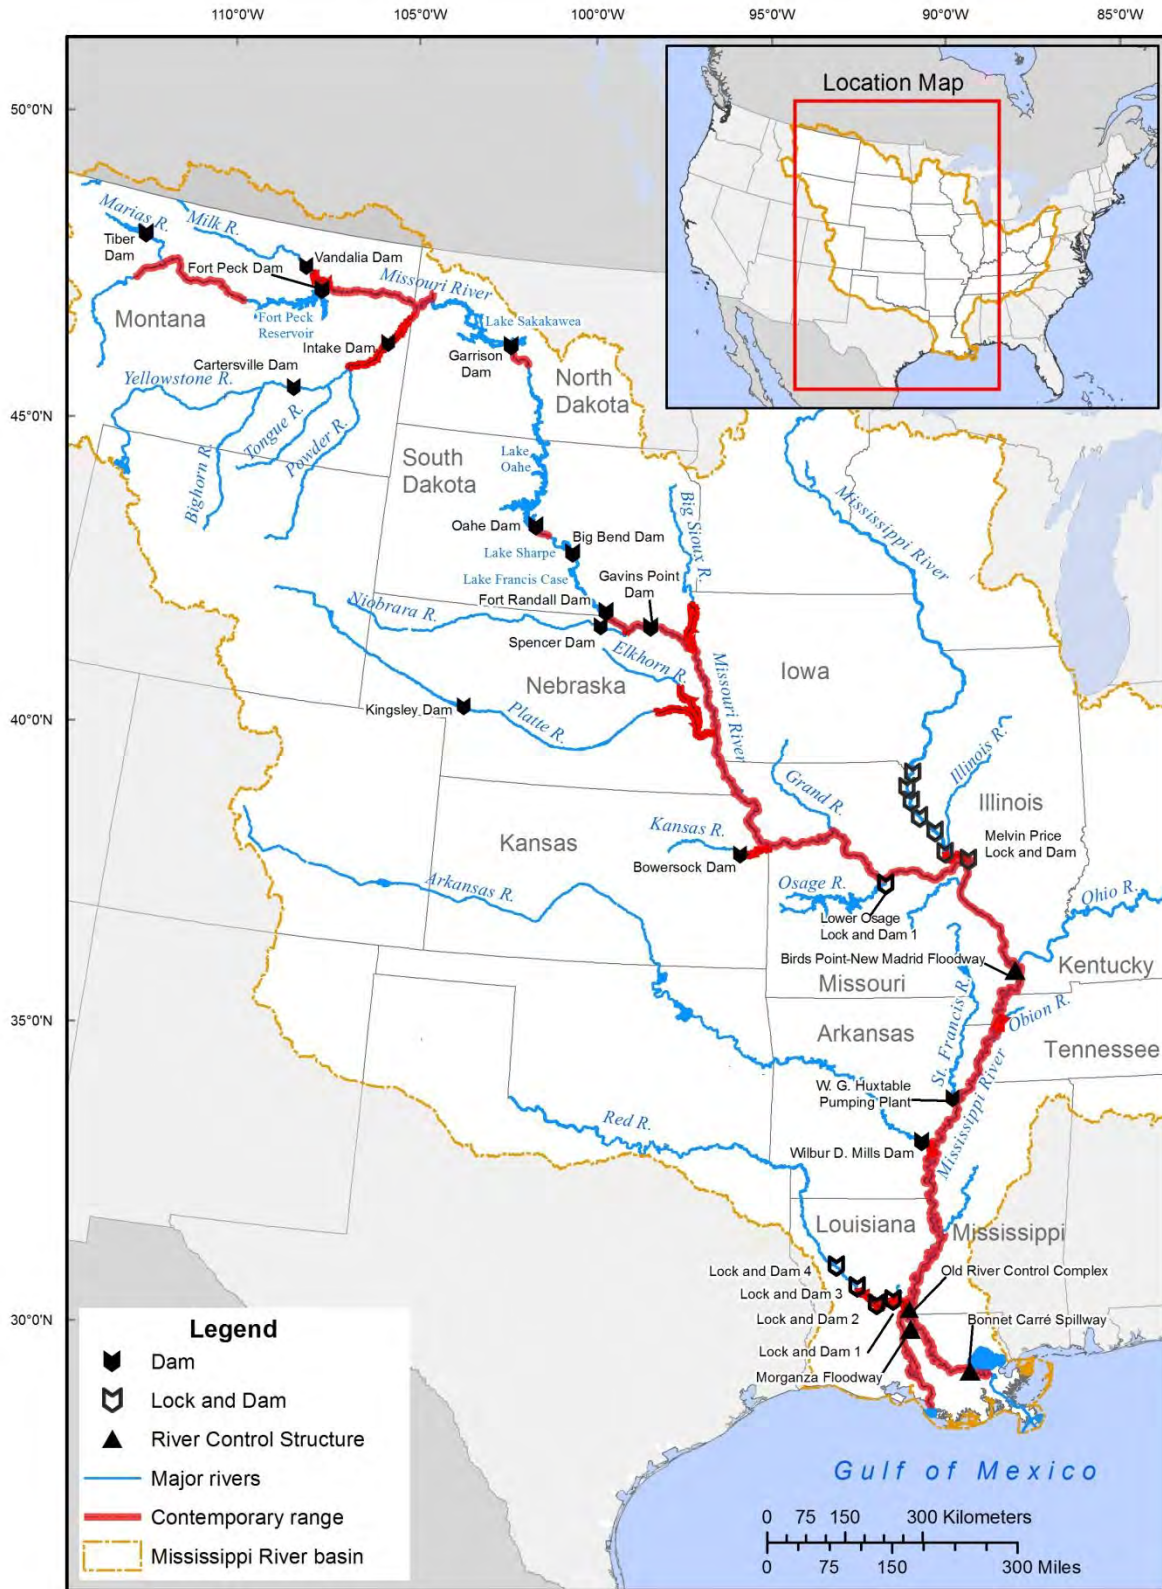 110°0'W
105°0'W
100°0'W
95°0'W
90°0'W
85°0'W
50°0'N
45°0'N
40°0'N
35°0'N
30°0'N
Location Map
Marias R.
Milk R.
Tiber
Dam
Vandalia Dam
Fort Peck Dam
Missouri River
Fort Peck
Reservoir
Montana
Lake Sakakawea
Intake Dam
Garrison
Dam
Cartersville Dam
Yellowstone R.
North
Dakota
Tongue R.
Powder R.
Bighorn R.
South
Dakota
Lake
Oahe
Mississippi River
Big Sioux R.
Oahe Dam
Big Bend Dam
Lake Sharpe
Lake Francis Case
Gavins Point
Dam
Fort Randall Dam
Niobrara R.
Spencer Dam
Elkhorn R.
Missouri River
Iowa
Nebraska
Kingsley Dam
Platte R.
Illinois R.
Grand R.
Illinois
Kansas R.
Kansas
Melvin Price
Lock and Dam
Bowersock Dam
Arkansas R.
Osage R.
Ohio R.
Lower Osage
Lock and Dam 1
Birds Point-New Madrid Floodway
Kentucky
Missouri
St. Francis R.
Obion R.
Arkansas
Tennessee
W. G. Huxtable
Pumping Plant
Mississippi River
Red R.
Wilbur D. Mills Dam
Louisiana
Mississippi
Lock and Dam 4
Old River Control Complex
Lock and Dam 3
Lock and Dam 2
Bonnet Carré Spillway
Lock and Dam 1
Morganza Floodway
Gulf of Mexico
Legend
Dam
Lock and Dam
River Control Structure
Major rivers
Contemporary range
Mississippi River basin
0 75 150 300 Kilometers
0 75 150 300 Miles